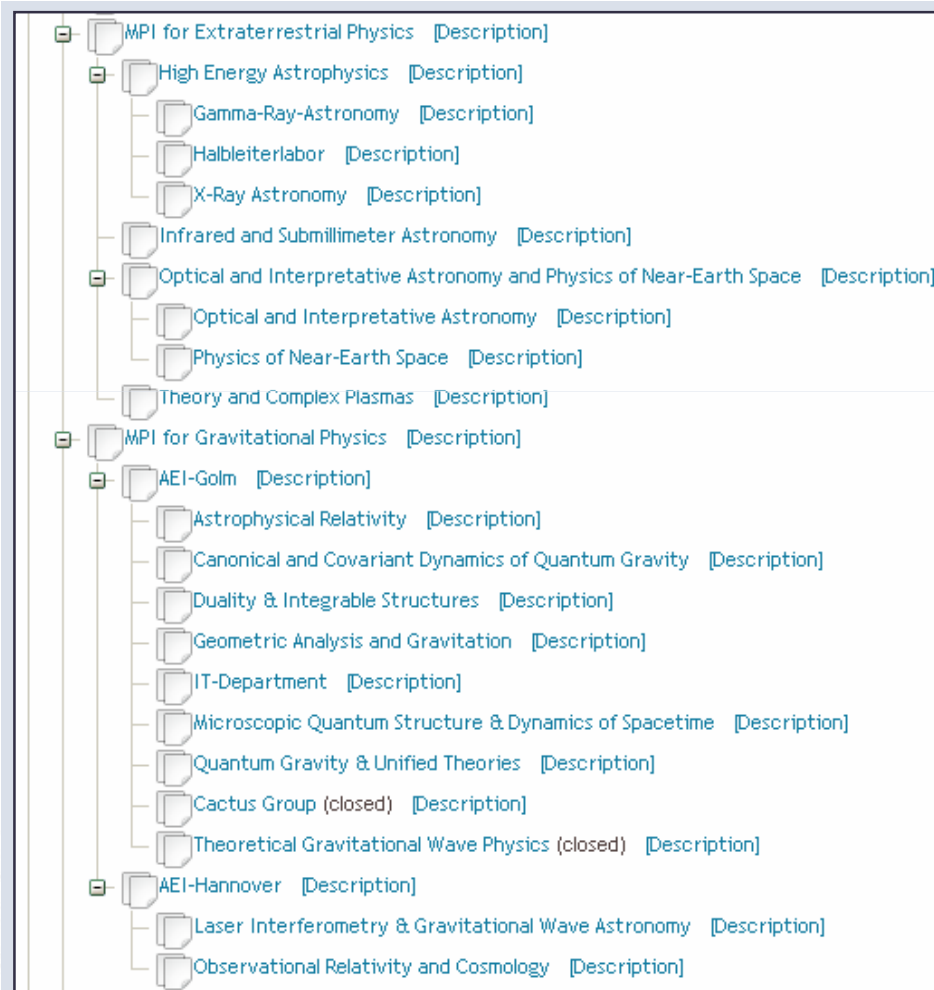 MPI for Extraterrestrial Physics [Description]
High Energy Astrophysics [Description]
Gamma-Ray-Astronomy [Description]
Halbleiterlabor [Description]
X-Ray Astronomy [Description]
Infrared and Submillimeter Astronomy [Description]
Optical and Interpretative Astronomy and Physics of Near-Earth Space [Description]
Optical and Interpretative Astronomy [Description]
Physics of Near-Earth Space [Description]
Theory and Complex Plasmas [Description]
MPI for Gravitational Physics [Description]
AEI-Golm [Description]
Astrophysical Relativity [Description]
Canonical and Covariant Dynamics of Quantum Gravity [Description]
Duality & Integrable Structures [Description]
Geometric Analysis and Gravitation [Description]
IT-Department [Description]
Microscopic Quantum Structure & Dynamics of Spacetime [Description]
Quantum Gravity & Unified Theories [Description]
Cactus Group (closed) [Description]
Theoretical Gravitational Wave Physics (closed) [Description]
AEI-Hannover [Description]
Laser Interferometry & Gravitational Wave Astronomy [Description]
Observational Relativity and Cosmology [Description]